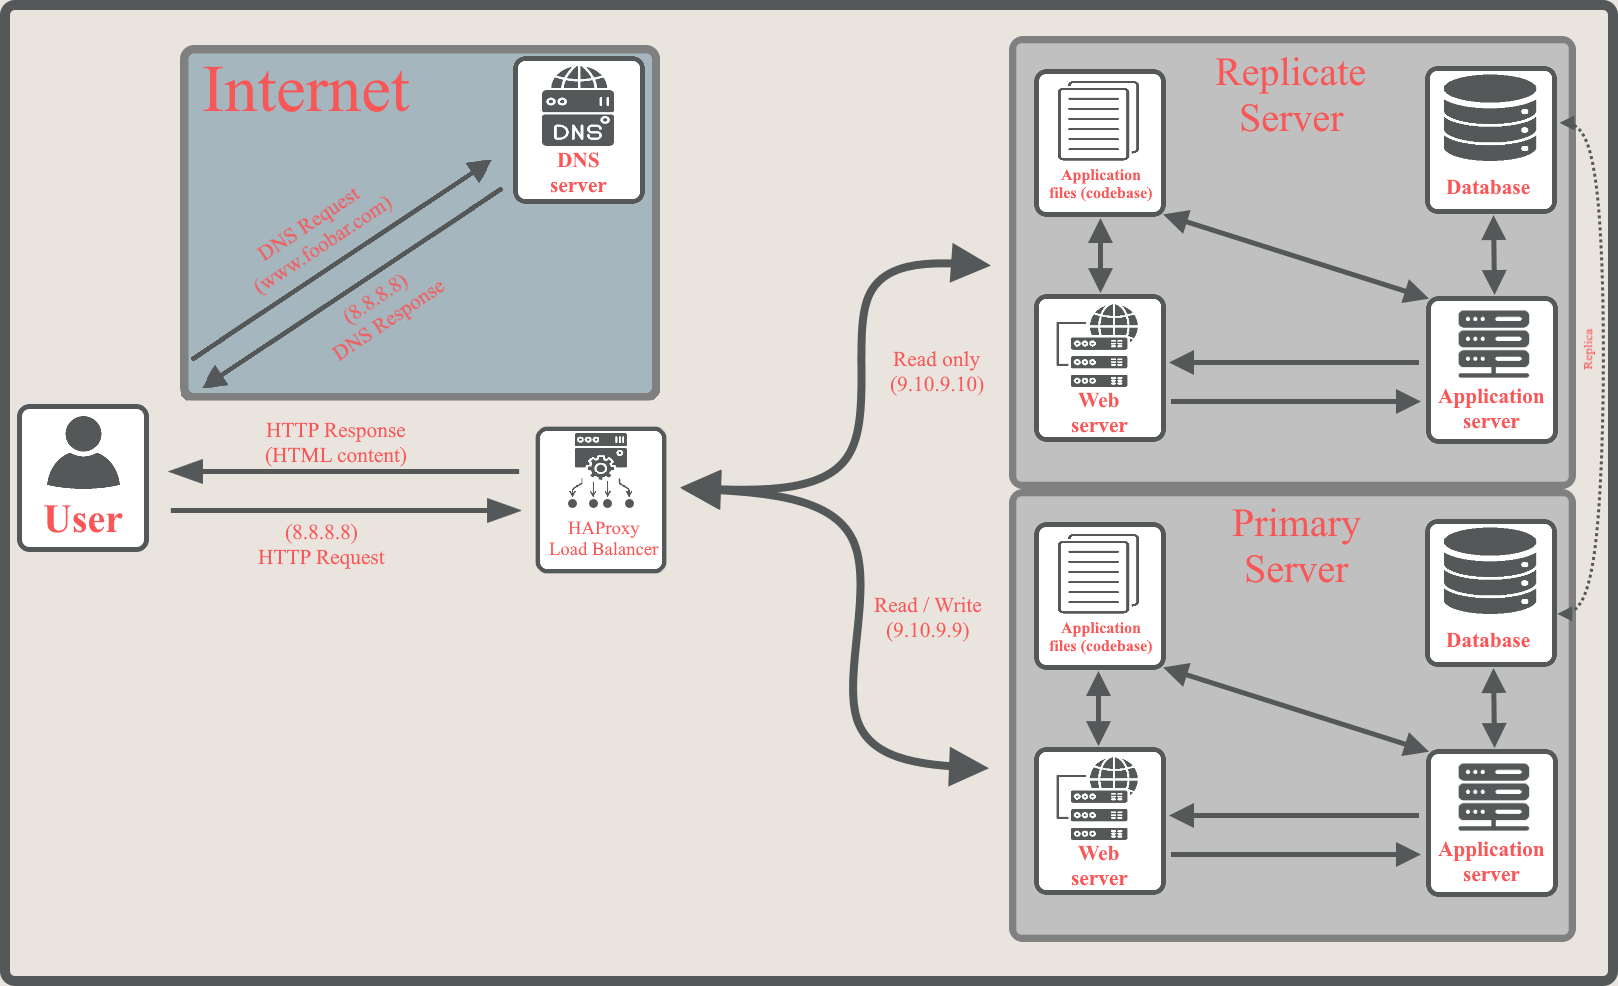 Internet
DNS
DNS
server
DNS Request
(www.foobar.com)
(8.8.8.8)
DNS Response
User
HTTP Response
(HTML content)
(8.8.8.8)
HTTP Request
HAProxy
Load Balancer
Read only
(9.10.9.10)
Read / Write
(9.10.9.9)
Replicate
Server
Application
files (codebase)
Database
Web
server
Application
server
Replica
Primary
Server
Application
files (codebase)
Database
Web
server
Application
server